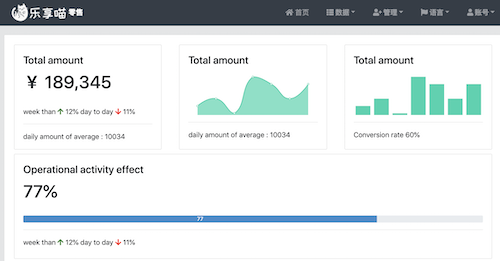 乐享喵 零售 首页 数据 管理 语言 账号
Total amount
¥ 189,345
week than 12% day to day 11%
daily amount of average : 10034
Total amount
daily amount of average : 10034
Total amount
Conversion rate 60%
Operational activity effect
77%
77
week than 12% day to day 11%